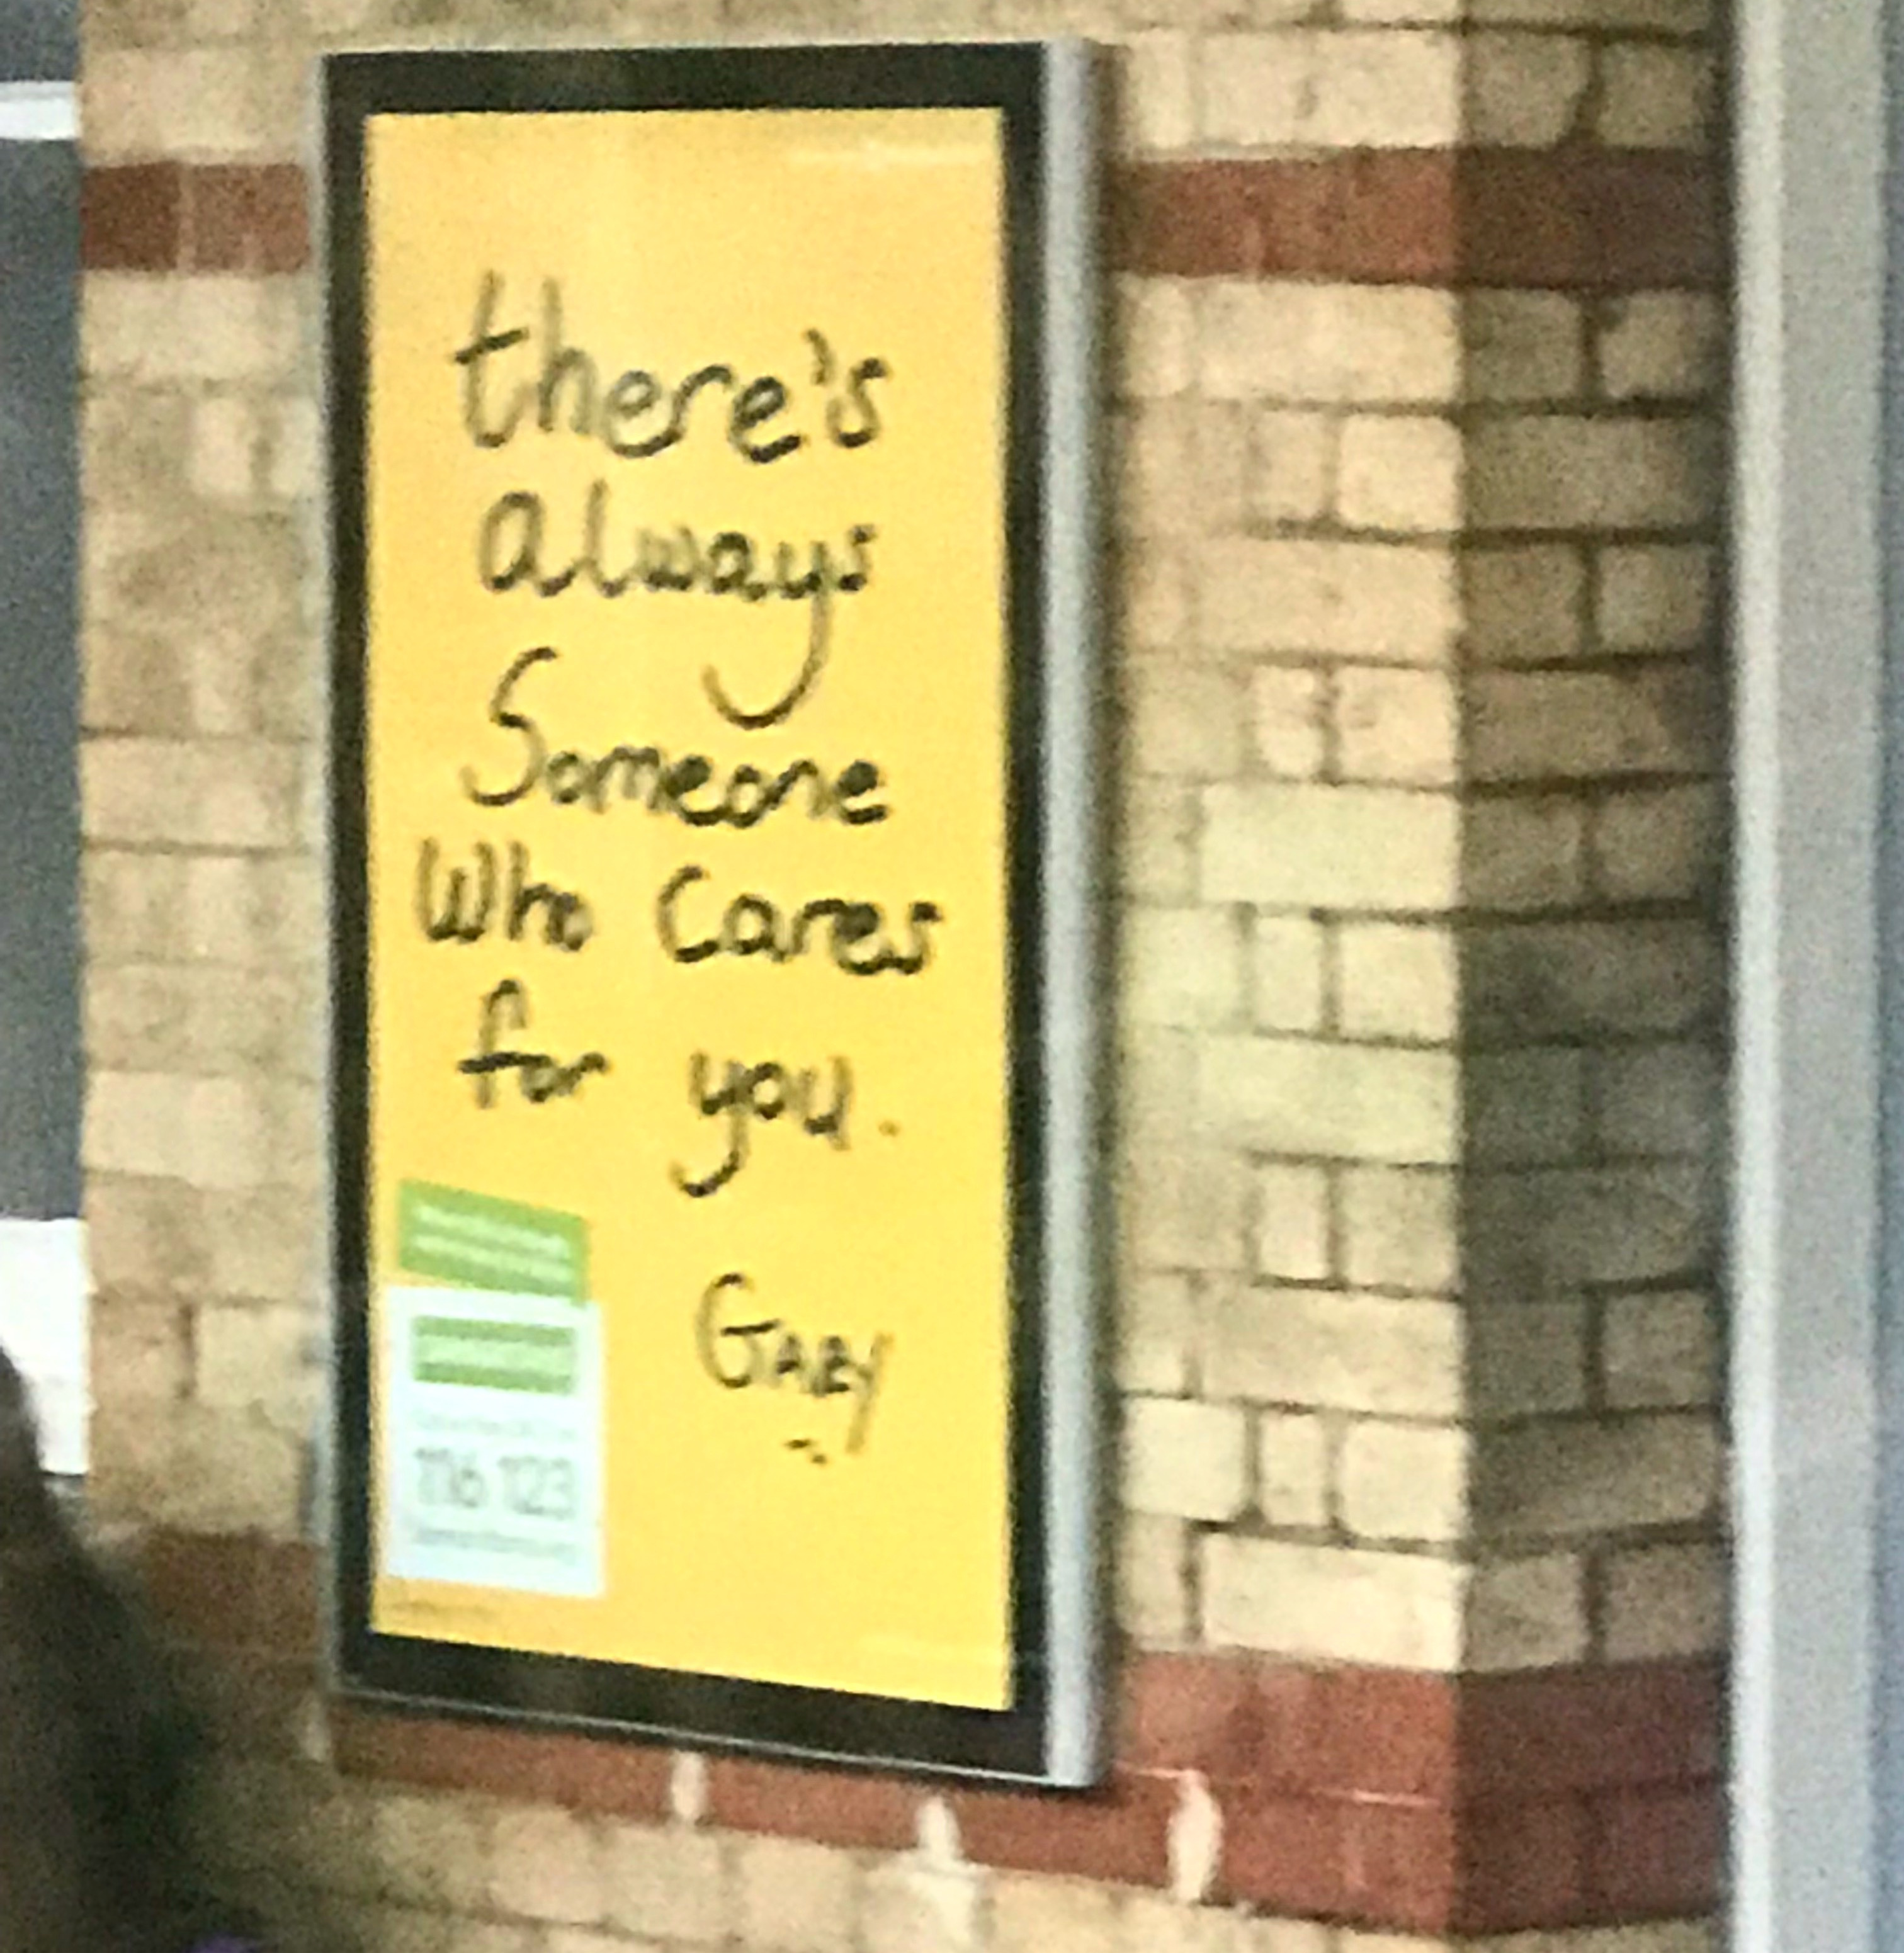 there's
always
Someone
Who Cares
for you.
GABY
116 123